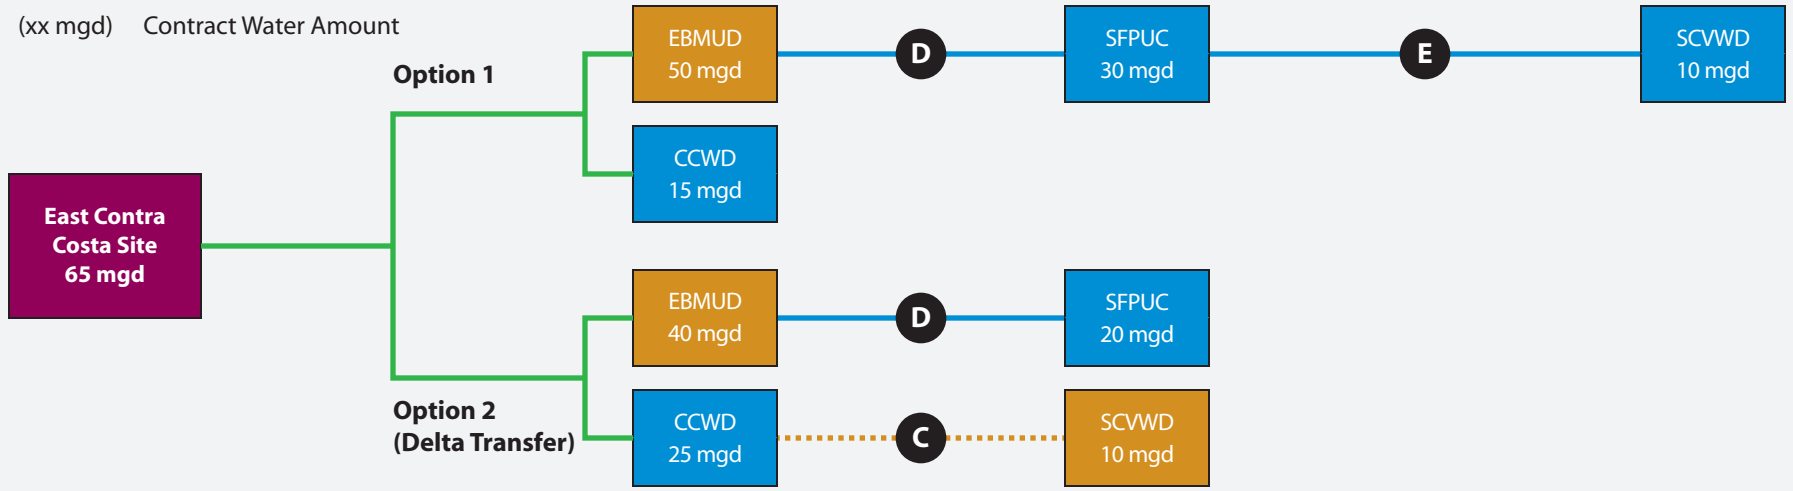 (xx mgd) Contract Water Amount
Option 1
EBMUD
50 mgd
D
SFPUC
30 mgd
E
SCVWD
10 mgd
CCWD
15 mgd
East Contra
Costa Site
65 mgd
EBMUD
40 mgd
D
SFPUC
20 mgd
Option 2
(Delta Transfer)
CCWD
25 mgd
C
SCVWD
10 mgd